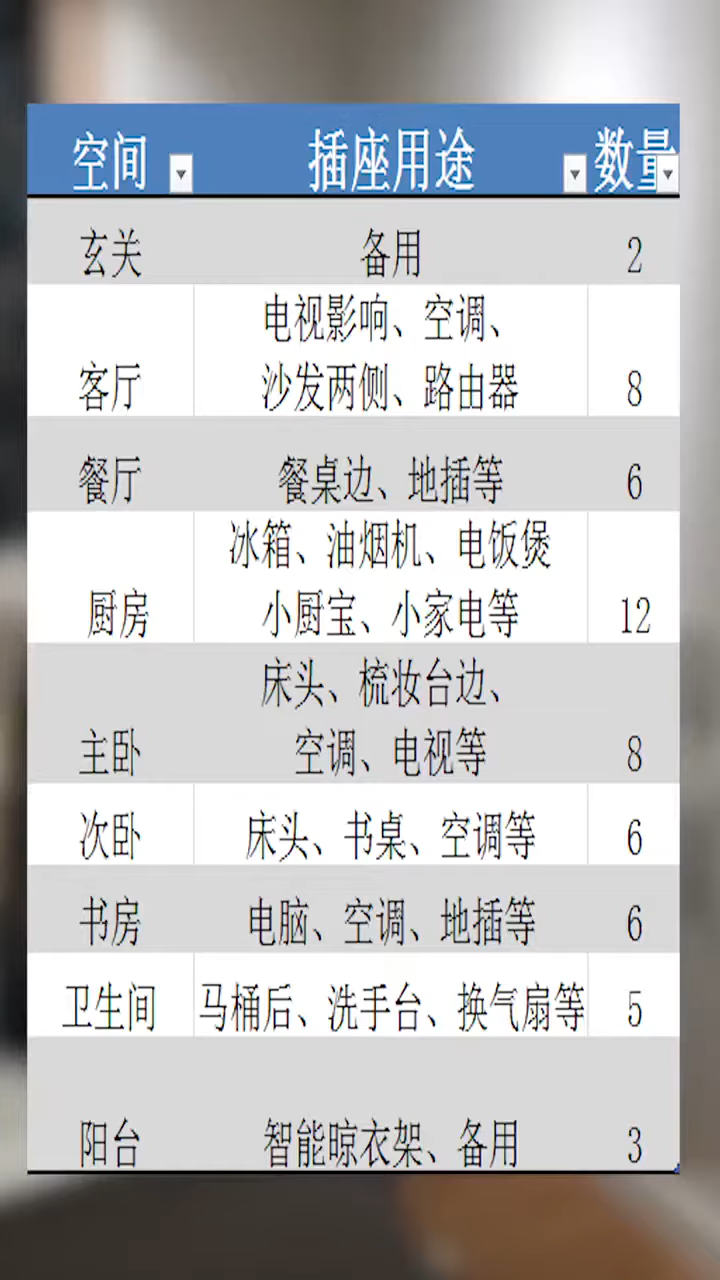 空间 插座用途 数量
玄关 备用 2
电视影响、空调、
客厅 沙发两侧、路由器 8
餐厅 餐桌边、地插等 6
冰箱、油烟机、电饭煲
厨房 小厨宝、小家电等 12
床头、梳妆台边、
主卧 空调、电视等 8
次卧 床头、书桌、空调等 6
书房 电脑、空调、地插等 6
卫生间 马桶后、洗手台、换气扇等 5
阳台 智能晾衣架、备用 3